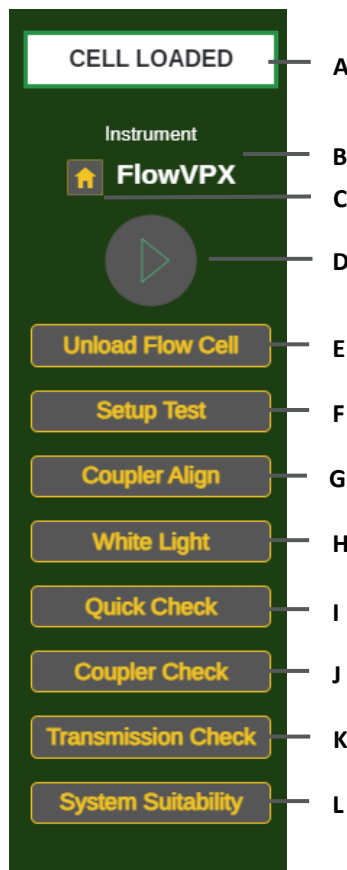 CELL LOADED A
Instrument B
FlowVPX C
D
Unload Flow Cell E
Setup Test F
Coupler Align G
White Light H
Quick Check I
Coupler Check J
Transmission Check K
System Suitability L